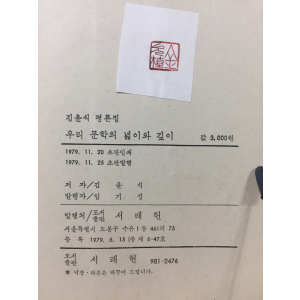 김윤식 평론집
우리 문학의 넓이와 깊이 값 3,000원
1979. 11. 20 초판인쇄
1979. 11. 25 초판발행
저 자/김 윤 식
발행자/임 기 성
발행처/도서출판 서래헌
서울특별시 도봉구 수유1동 461의 75
등 록 1979. 6. 15 (종 제 6-47호
도서출판 서 래 헌 981-2476
* 낙장·파본은 바꾸어 드립니다.